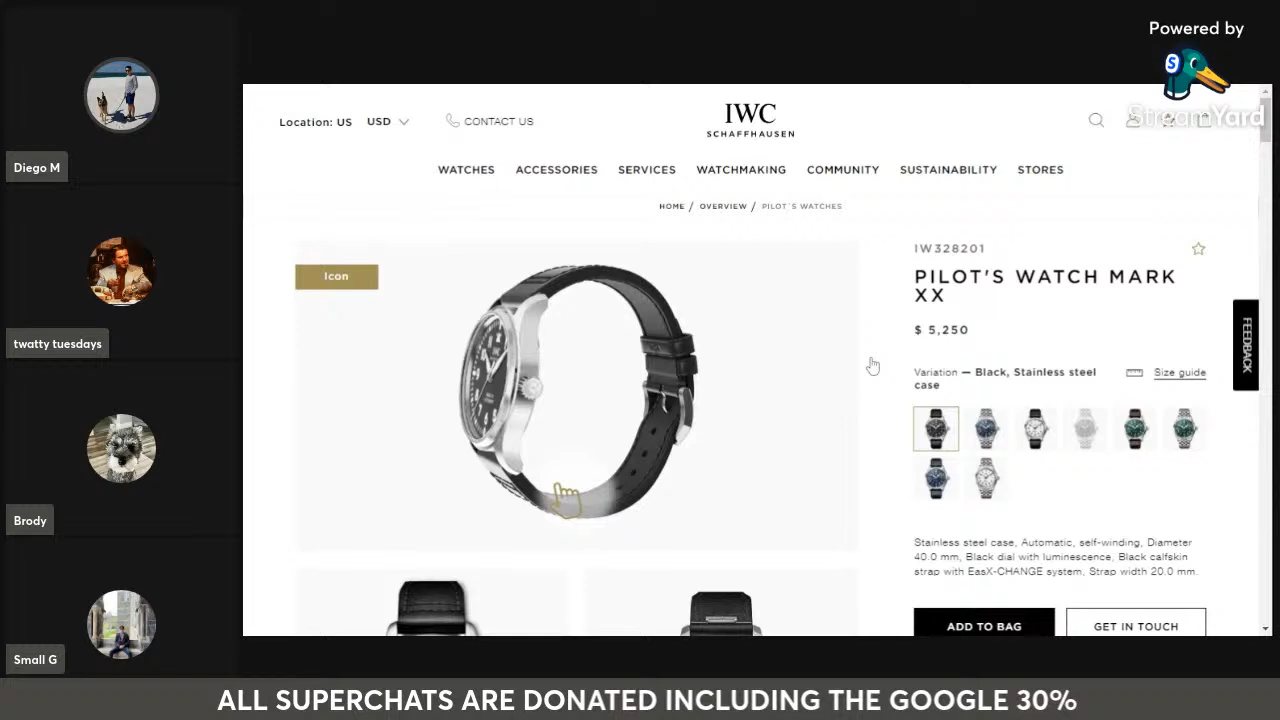 Powered by
StreamYard
Diego M
twatty tuesdays
Brody
Small G
Location: US USD CONTACT US
IWC
SCHAFFHAUSEN
WATCHES ACCESSORIES SERVICES WATCHMAKING COMMUNITY SUSTAINABILITY STORES
HOME / OVERVIEW / PILOT´S WATCHES
Icon
IW328201
PILOT'S WATCH MARK
XX
$ 5,250
Variation — Black, Stainless steel
case
Size guide
FEEDBACK
Stainless steel case, Automatic, self-winding, Diameter
40.0 mm, Black dial with luminescence, Black calfskin
strap with EasX-CHANGE system, Strap width 20.0 mm.
ADD TO BAG GET IN TOUCH
ALL SUPERCHATS ARE DONATED INCLUDING THE GOOGLE 30%